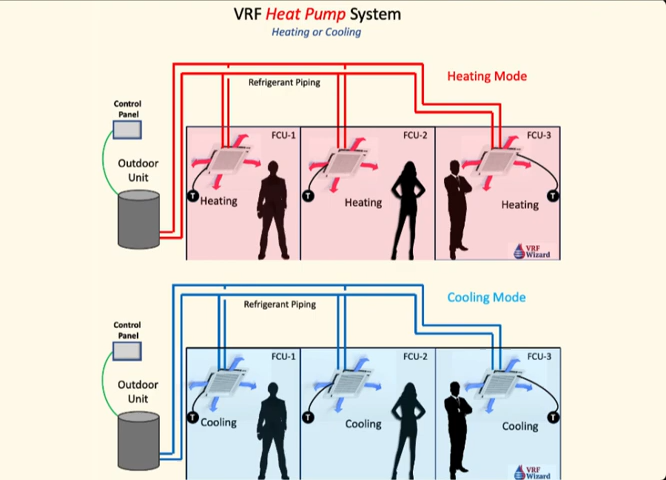 VRF Heat Pump System
Heating or Cooling
Heating Mode
Refrigerant Piping
Control
Panel
Outdoor
Unit
FCU-1
FCU-2
FCU-3
T
Heating
T
Heating
T
Heating
VRF
Wizard
Cooling Mode
Refrigerant Piping
Control
Panel
Outdoor
Unit
FCU-1
FCU-2
FCU-3
T
Cooling
T
Cooling
T
Cooling
VRF
Wizard